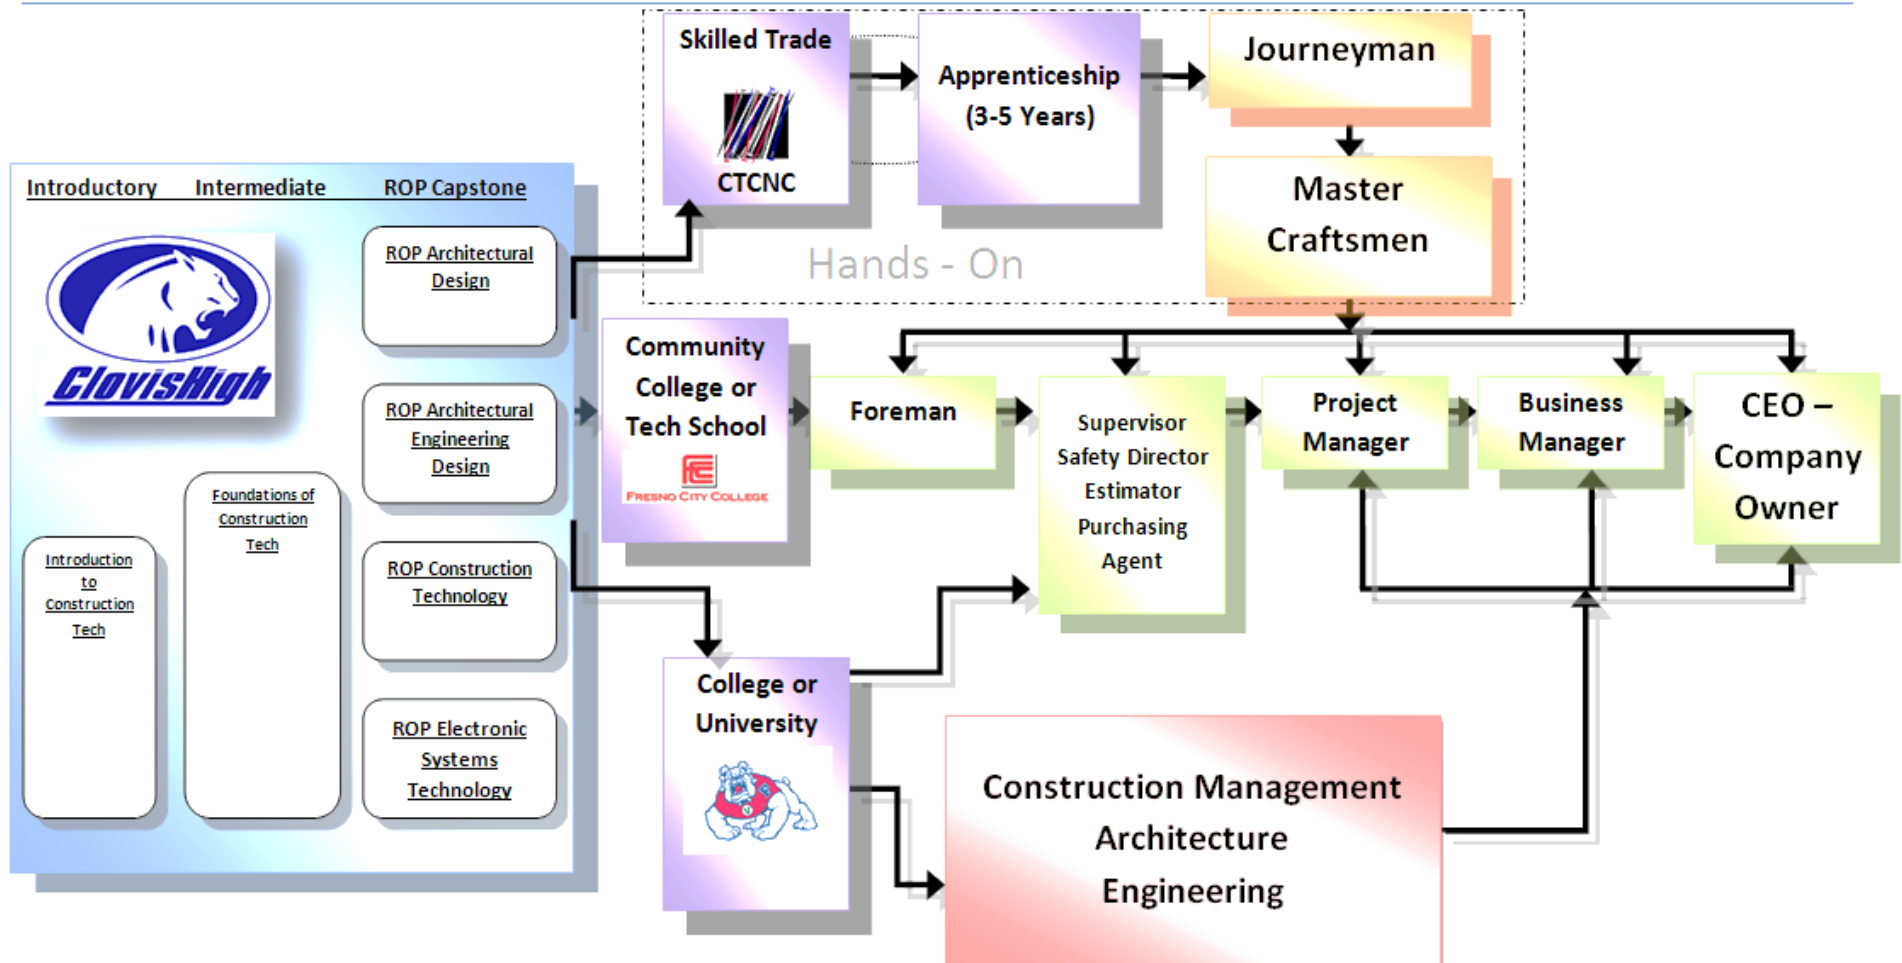 Introductory Intermediate ROP Capstone
ClovisHigh
Introduction
to
Construction
Tech
Foundations of
Construction
Tech
ROP Architectural
Design
ROP Architectural
Engineering
Design
ROP Construction
Technology
ROP Electronic
Systems
Technology
Skilled Trade
CTCNC
Apprenticeship
(3-5 Years)
Journeyman
Master
Craftsmen
Hands - On
Community
College or
Tech School
FCC
FRESNO CITY COLLEGE
Foreman
Supervisor
Safety Director
Estimator
Purchasing
Agent
Project
Manager
Business
Manager
CEO –
Company
Owner
College or
University
Construction Management
Architecture
Engineering